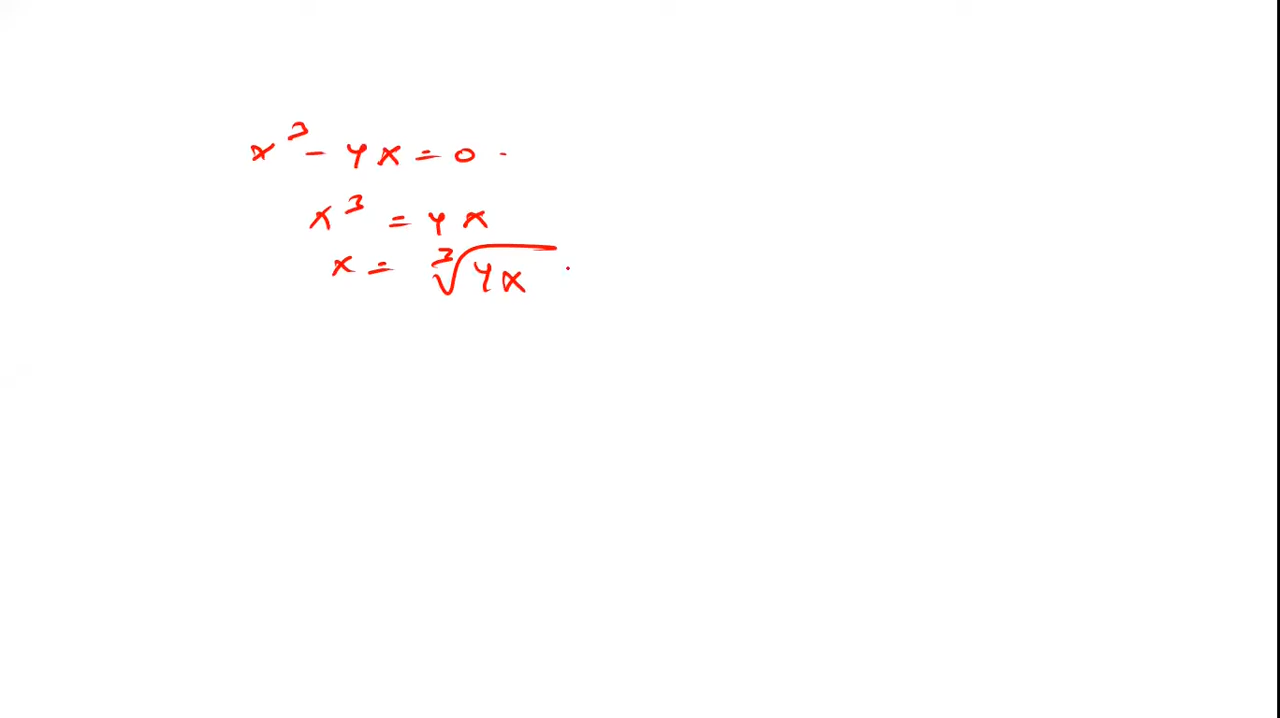 x³ - 4x = 0
x³ = 4x
x = ∛(4x)